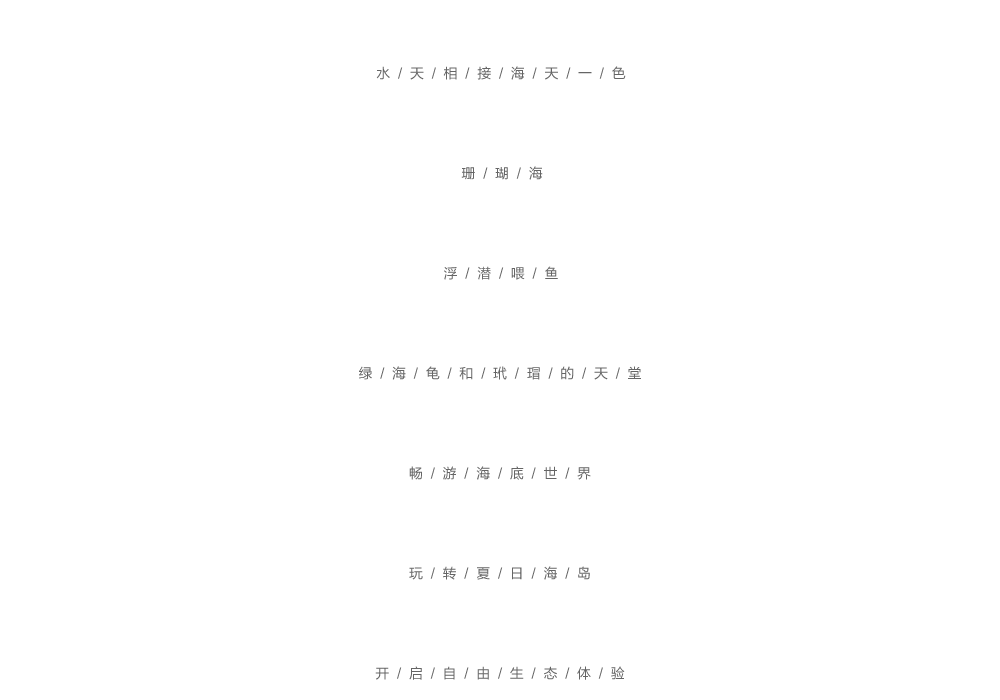 水 / 天 / 相 / 接 / 海 / 天 / 一 / 色
珊 / 瑚 / 海
浮 / 潜 / 喂 / 鱼
绿 / 海 / 龟 / 和 / 玳 / 瑁 / 的 / 天 / 堂
畅 / 游 / 海 / 底 / 世 / 界
玩 / 转 / 夏 / 日 / 海 / 岛
开 / 启 / 自 / 由 / 生 / 态 / 体 / 验